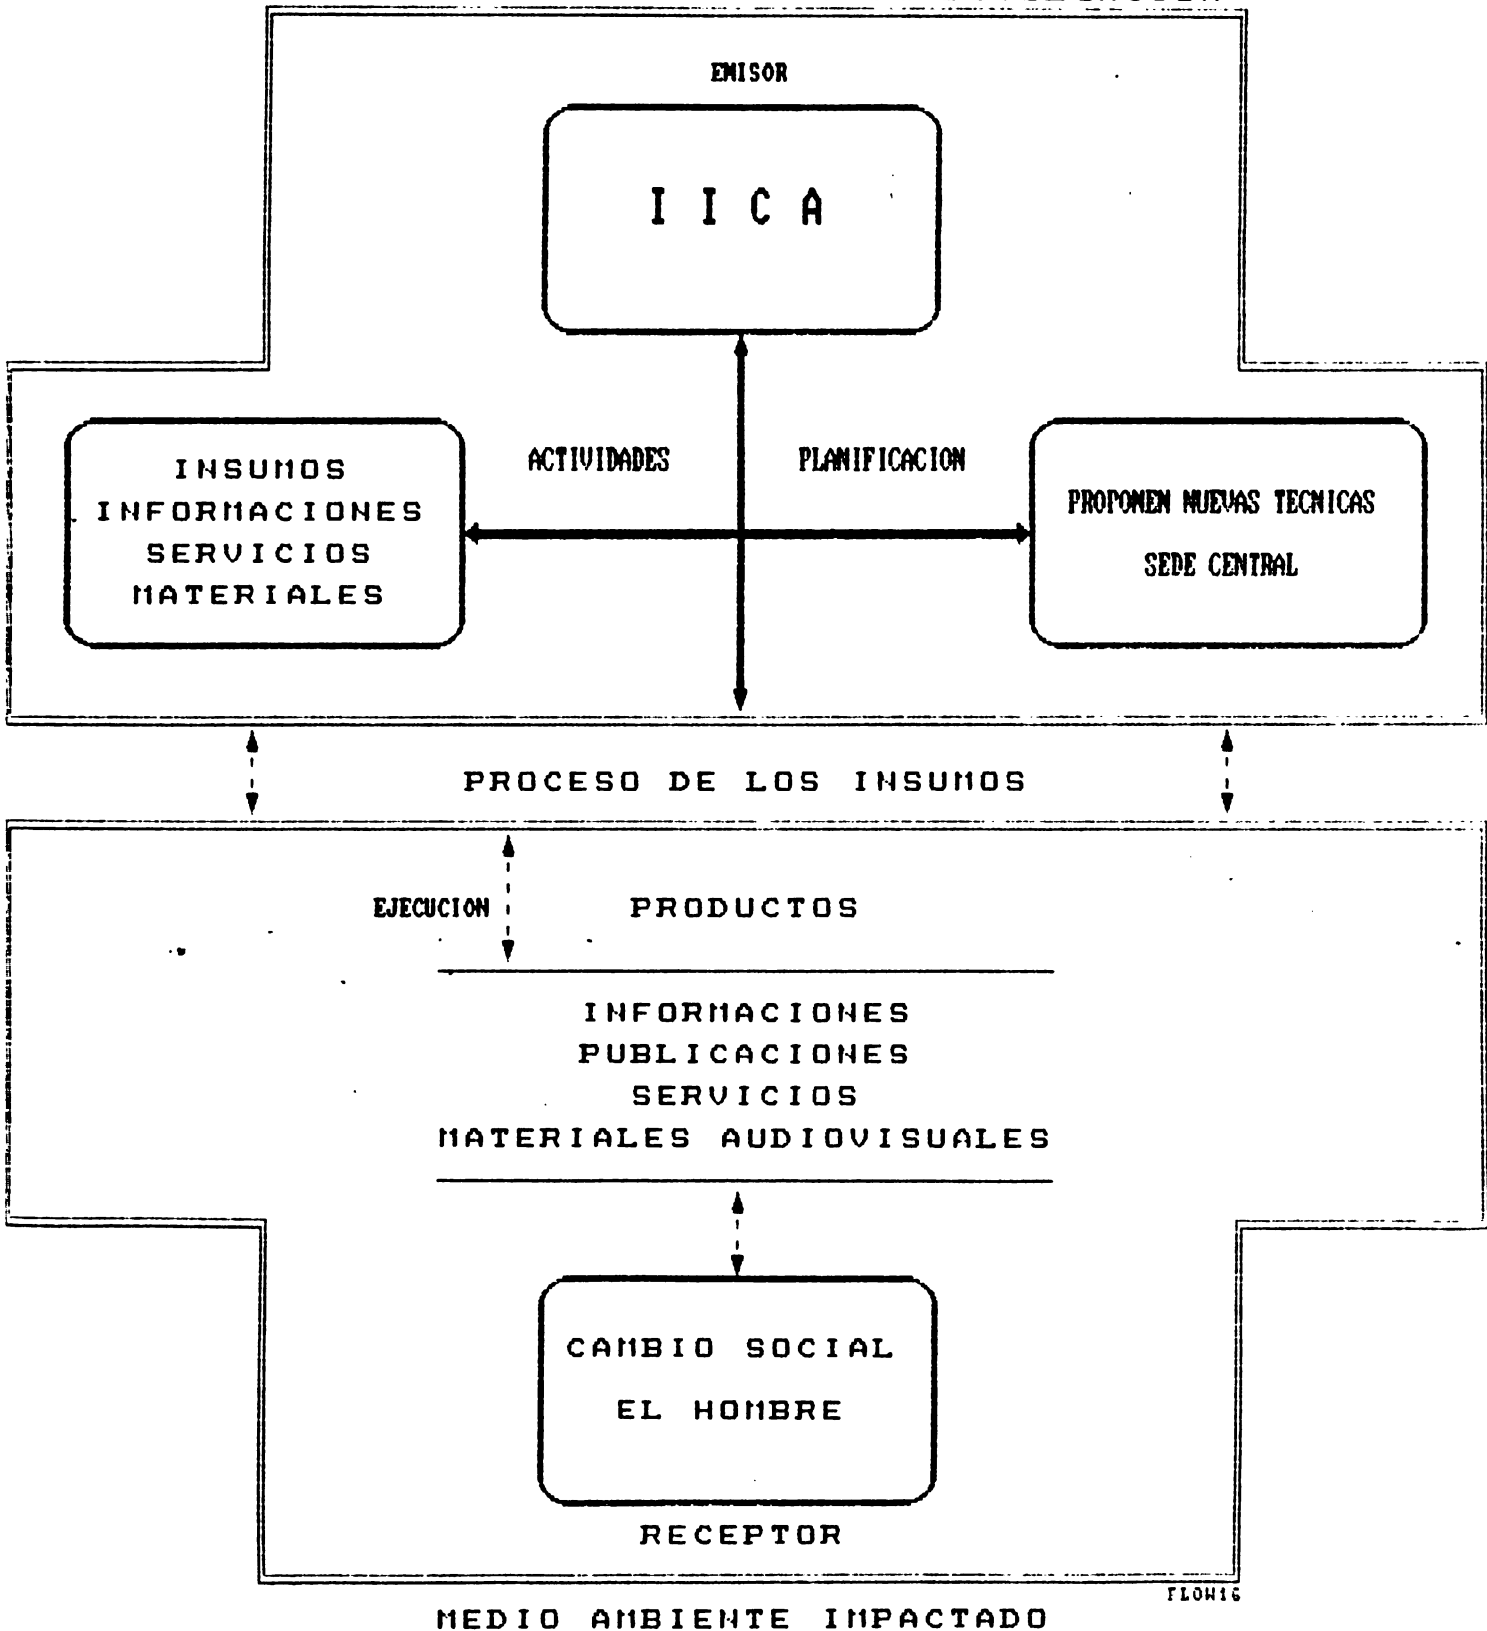 EMISOR
I I C A
ACTIVIDADES
PLANIFICACION
INSUMOS
INFORMACIONES
SERVICIOS
MATERIALES
PROPONEN NUEVAS TECNICAS
SEDE CENTRAL
PROCESO DE LOS INSUMOS
EJECUCION
PRODUCTOS
INFORMACIONES
PUBLICACIONES
SERVICIOS
MATERIALES AUDIOVISUALES
CAMBIO SOCIAL
EL HOMBRE
RECEPTOR
FLOW16
MEDIO AMBIENTE IMPACTADO